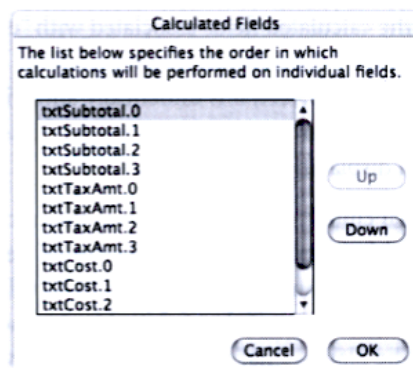 Calculated Fields
The list below specifies the order in which
calculations will be performed on individual fields.
txtSubtotal.0
txtSubtotal.1
txtSubtotal.2
txtSubtotal.3
txtTaxAmt.0
txtTaxAmt.1
txtTaxAmt.2
txtTaxAmt.3
txtCost.0
txtCost.1
txtCost.2
Up
Down
Cancel
OK